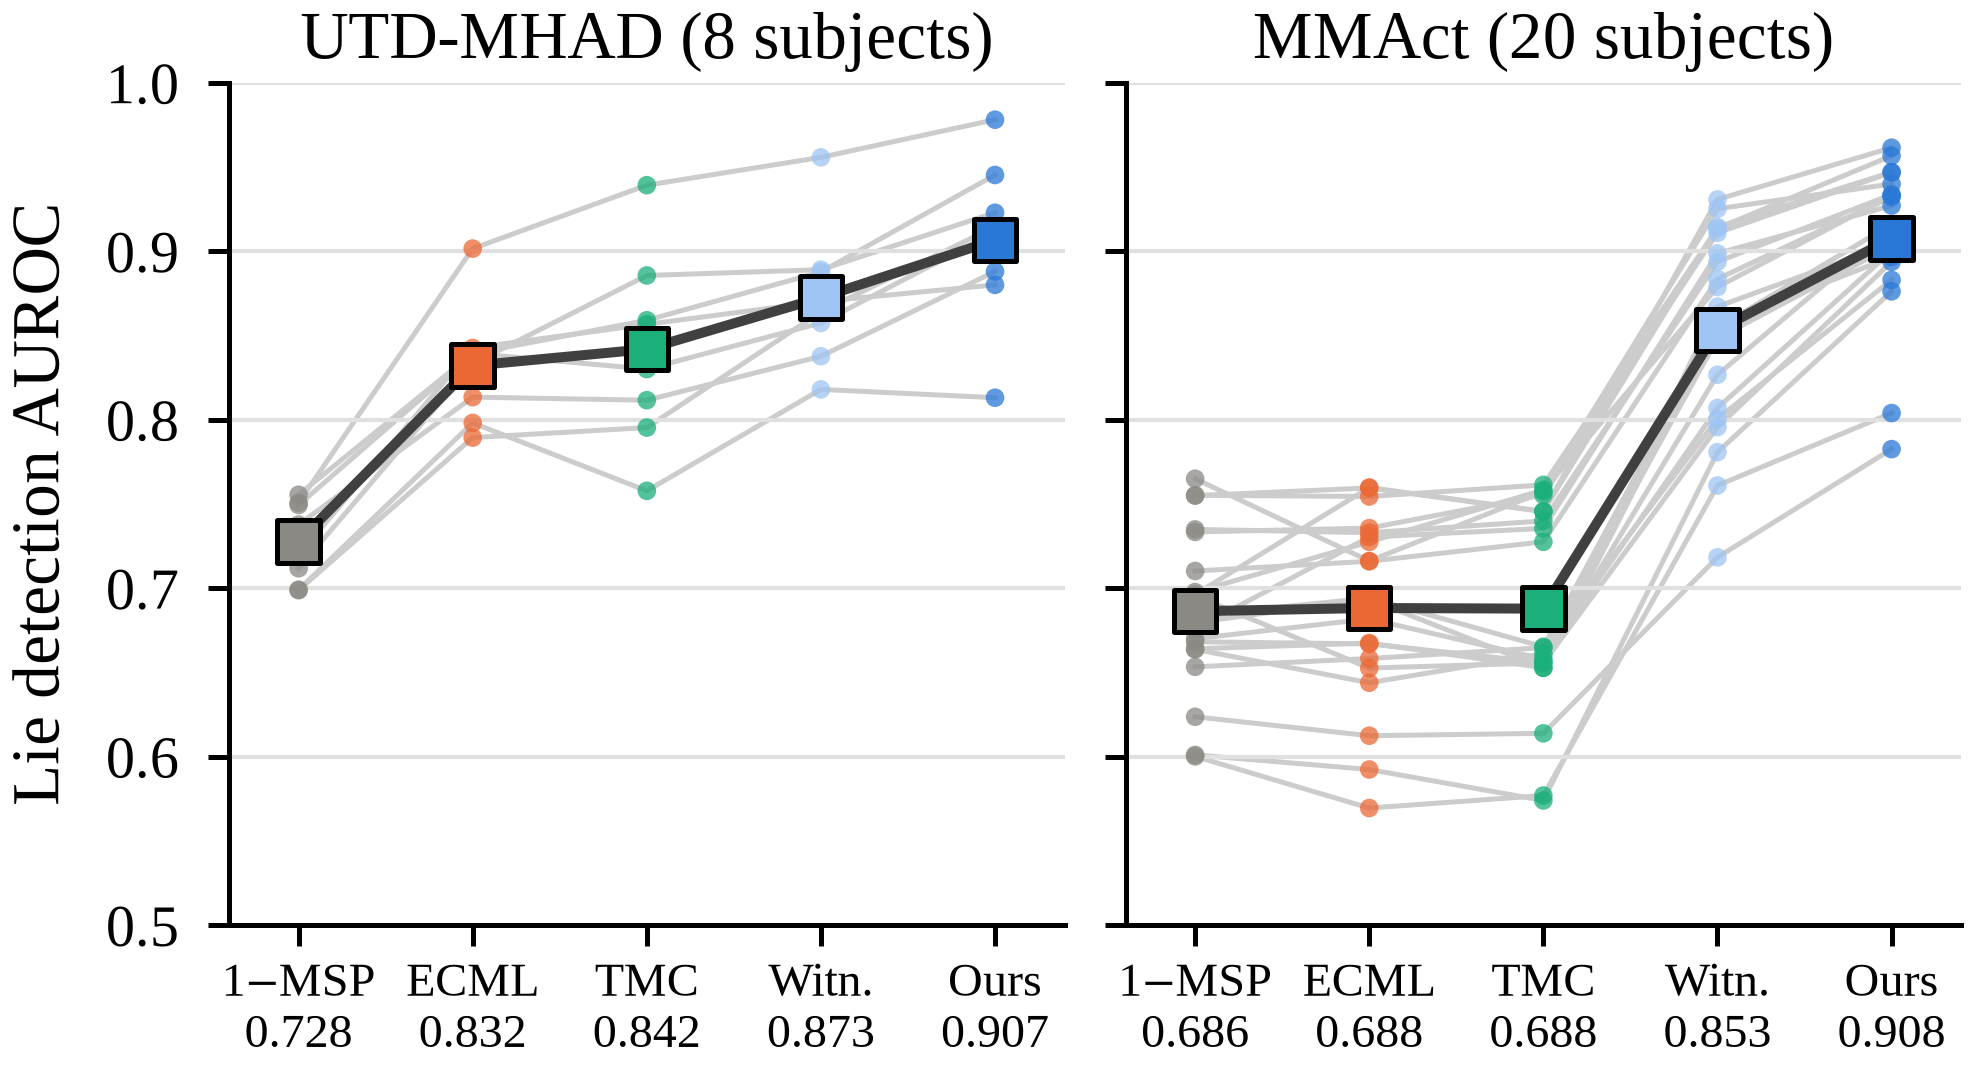 UTD-MHAD (8 subjects)
MMAct (20 subjects)
Lie detection AUROC
1.0
0.9
0.8
0.7
0.6
0.5
1−MSP ECML TMC Witn. Ours
0.728 0.832 0.842 0.873 0.907
1−MSP ECML TMC Witn. Ours
0.686 0.688 0.688 0.853 0.908